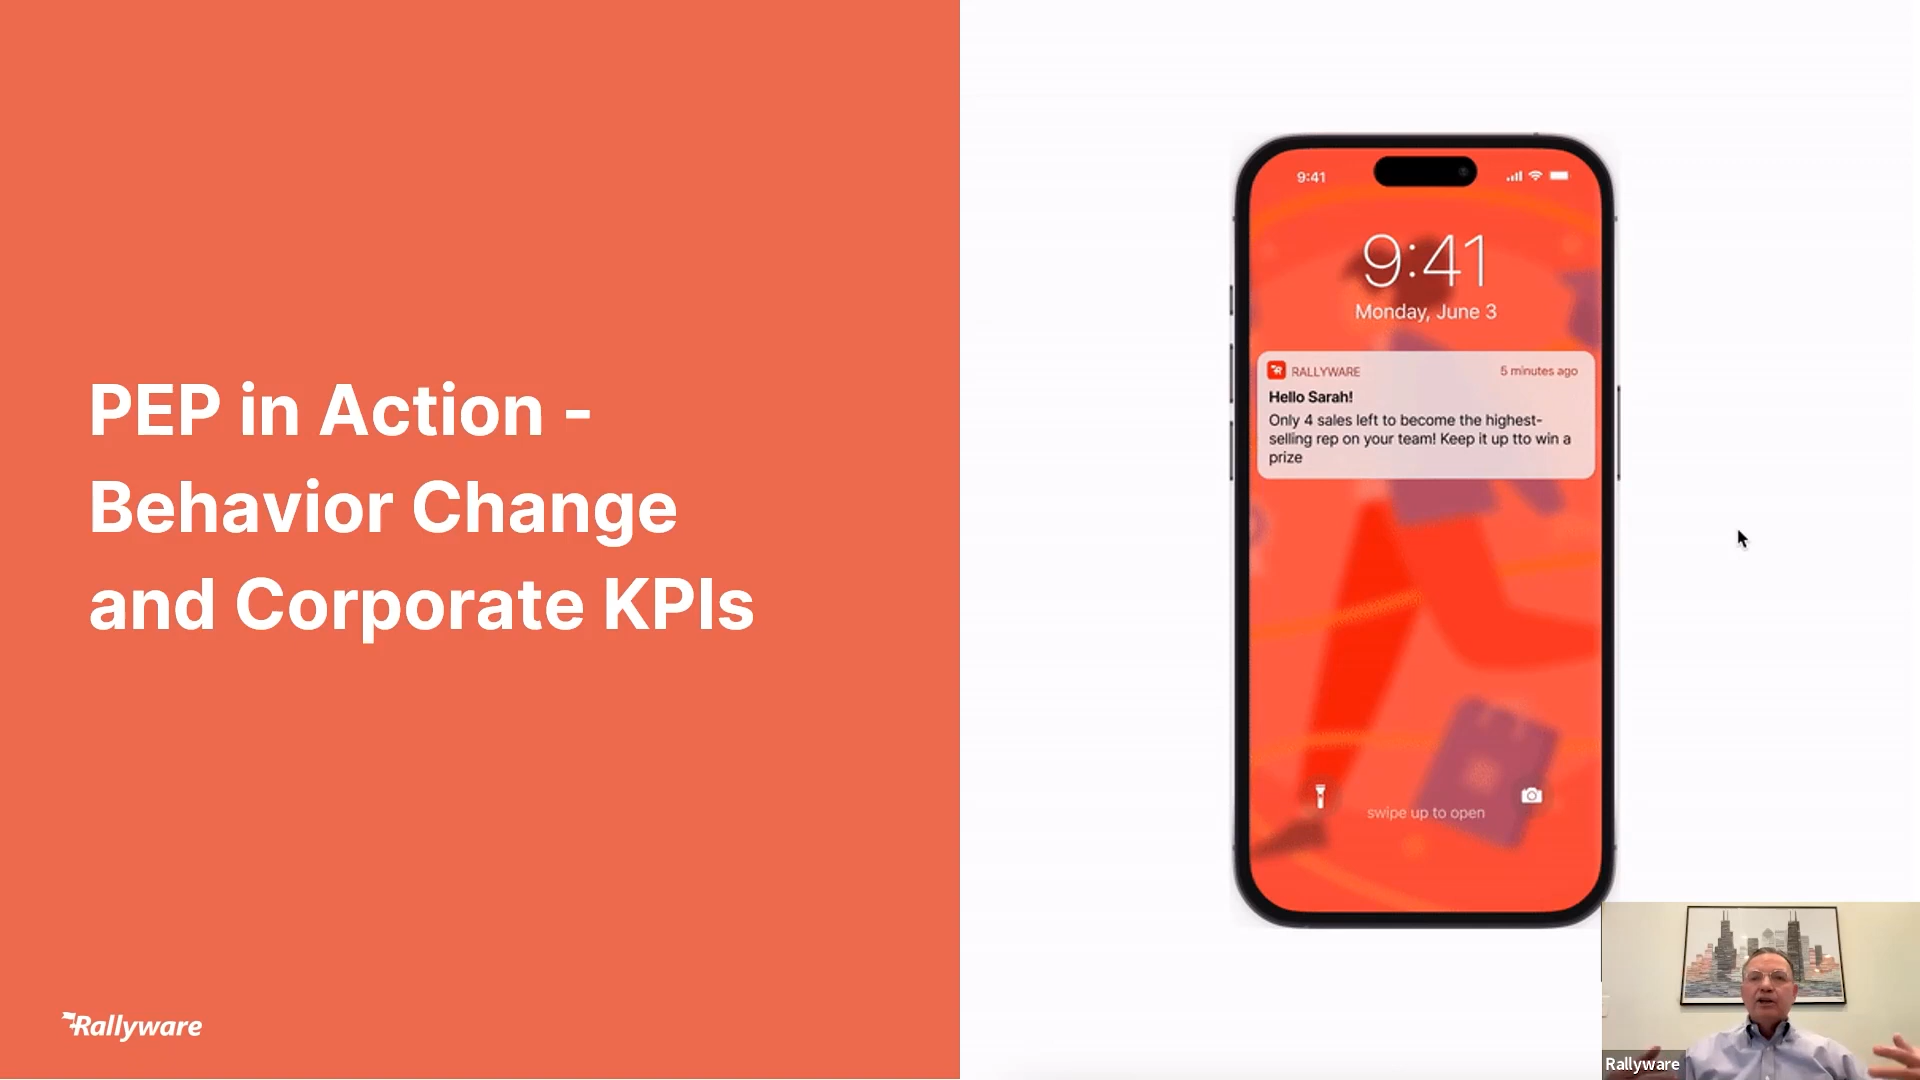 PEP in Action -
Behavior Change
and Corporate KPIs
Rallyware
9:41
9:41
Monday, June 3
RALLYWARE
5 minutes ago
Hello Sarah!
Only 4 sales left to become the highest-
selling rep on your team! Keep it up tto win a
prize
swipe up to open
Rallyware